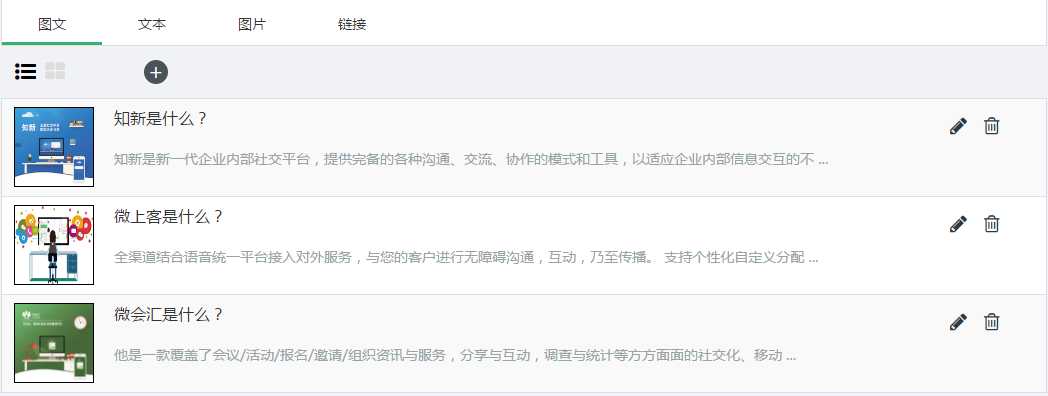 图文 文本 图片 链接
知新是什么？
知新是新一代企业内部社交平台，提供完备的各种沟通、交流、协作的模式和工具，以适应企业内部信息交互的不 ...
知新
微上客是什么？
全渠道结合语音统一平台接入对外服务，与您的客户进行无障碍沟通，互动，乃至传播。 支持个性化自定义分配 ...
微会汇是什么？
他是一款覆盖了会议/活动/报名/邀请/组织资讯与服务，分享与互动，调查与统计等方方面面的社交化、移动 ...